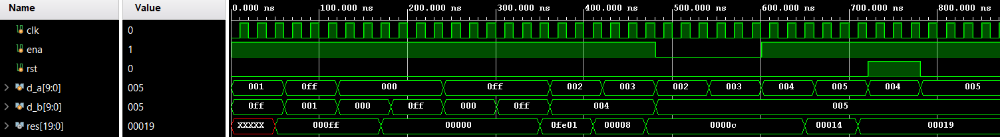 Name Value 0.000 ns 100.000 ns 200.000 ns 300.000 ns 400.000 ns 500.000 ns 600.000 ns 700.000 ns 800.000 ns
clk 0
ena 1
rst 0
d_a[9:0] 005 001 0ff 000 0ff 002 003 002 003 004 005 004 005
d_b[9:0] 005 0ff 001 000 0ff 000 0ff 004 005
res[19:0] 00019 XXXXX 000ff 00000 0fe01 00008 0000c 00014 00019